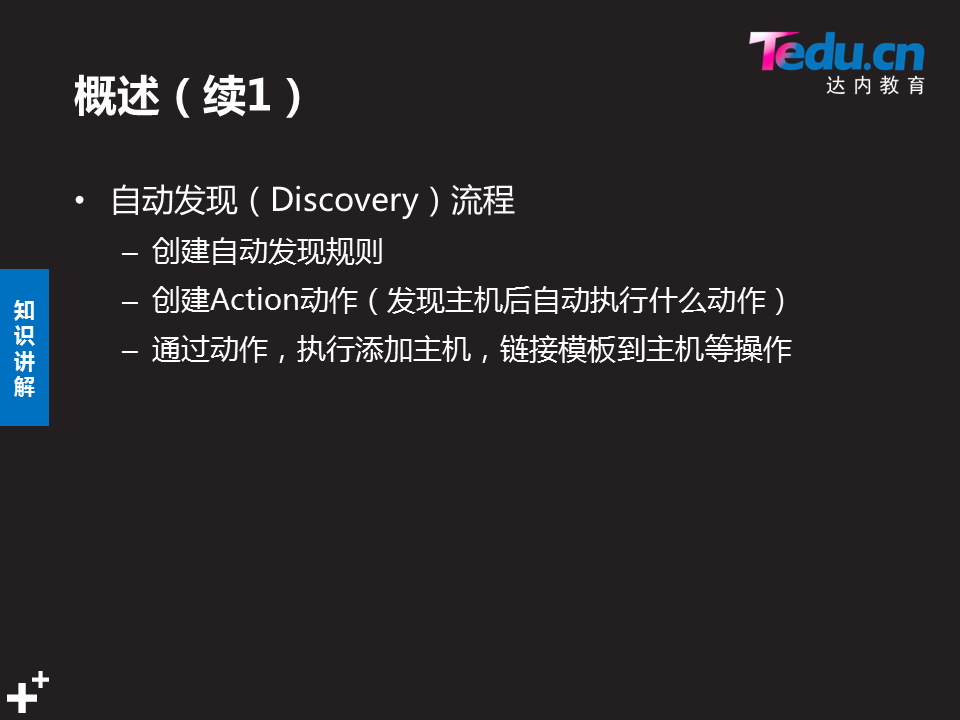 Tedu.cn
达内教育
概述（续1）
• 自动发现（Discovery）流程
– 创建自动发现规则
– 创建Action动作（发现主机后自动执行什么动作）
– 通过动作，执行添加主机，链接模板到主机等操作
知
识
讲
解